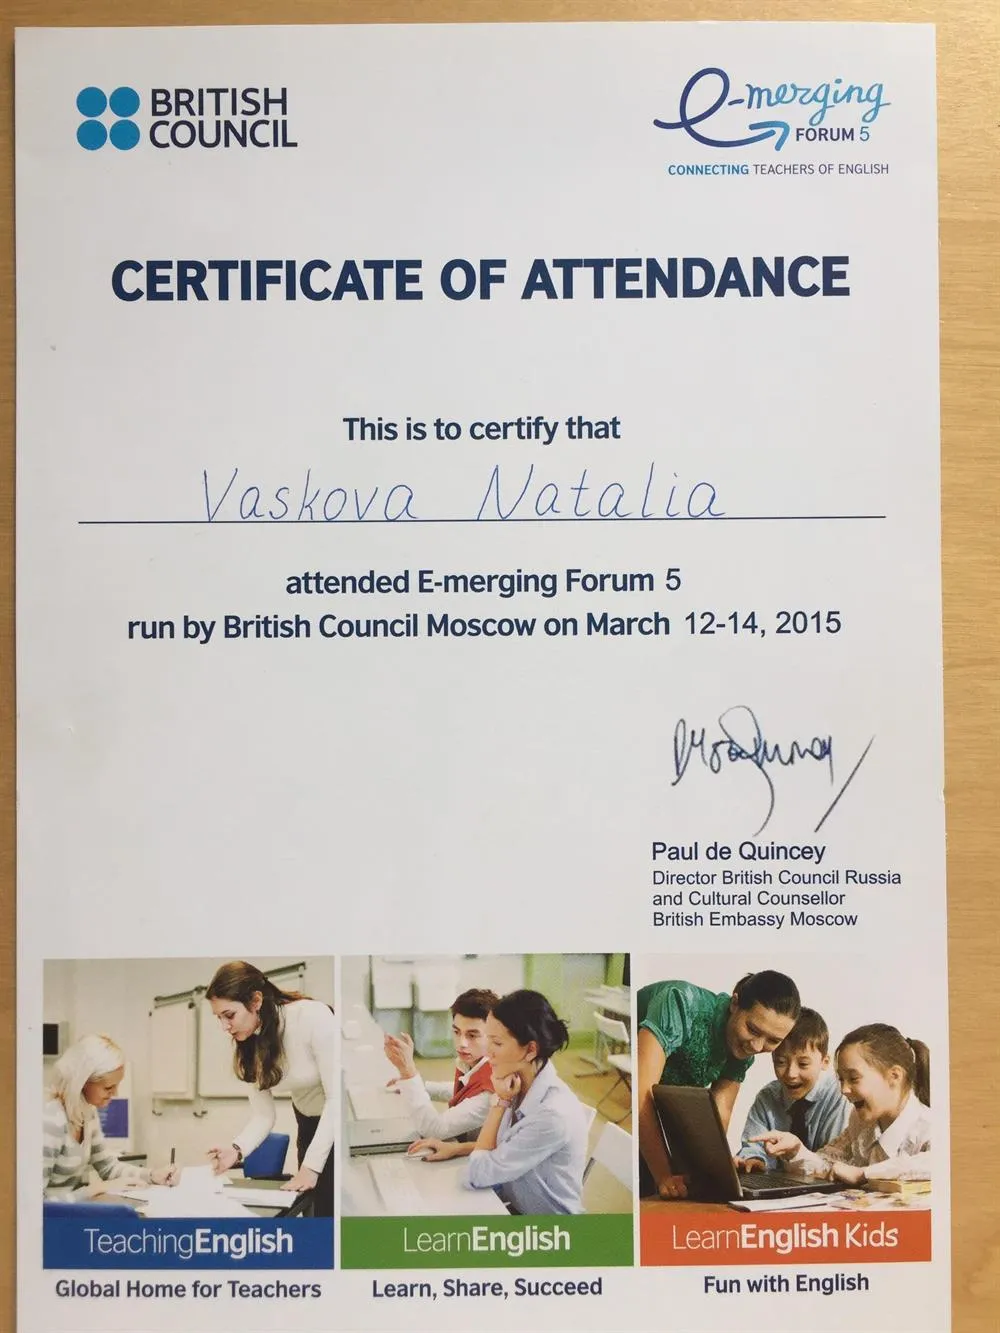 BRITISH
COUNCIL
e-merging
FORUM 5
CONNECTING TEACHERS OF ENGLISH
CERTIFICATE OF ATTENDANCE
This is to certify that
Vaskova Natalia
attended E-merging Forum 5
run by British Council Moscow on March 12-14, 2015
Paul de Quincey
Director British Council Russia
and Cultural Counsellor
British Embassy Moscow
TeachingEnglish
Global Home for Teachers
LearnEnglish
Learn, Share, Succeed
LearnEnglish Kids
Fun with English